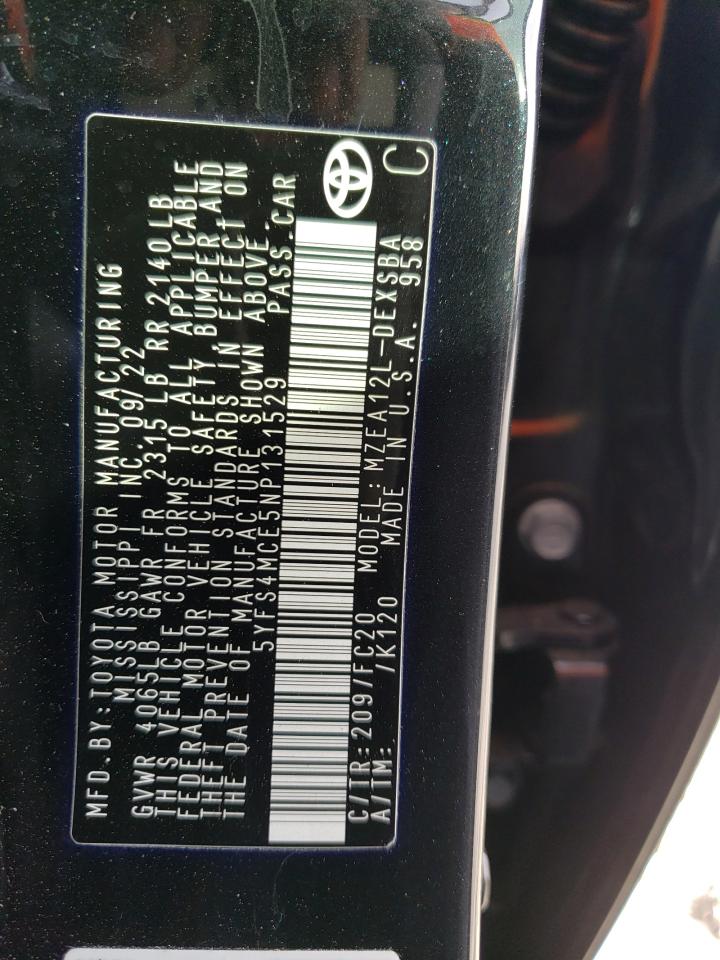 MFD.BY:TOYOTA MOTOR MANUFACTURING
MISSISSIPPI INC.09/22
GVWR 4065LB GAWR FR 2315 LB RR 2140LB
THIS VEHICLE CONFORMS TO ALL APPLICABLE
FEDERAL MOTOR VEHICLE SAFETY, BUMPER AND
THEFT PREVENTION STANDARDS IN EFFECT ON
THE DATE OF MANUFACTURE SHOWN ABOVE.
5YFS4MCE5NP131529 PASS.CAR
C/TR:209/FC20 MODEL:MZEA12L-DEXSBA
A/TM: /K120 MADE IN U.S.A. 958
C